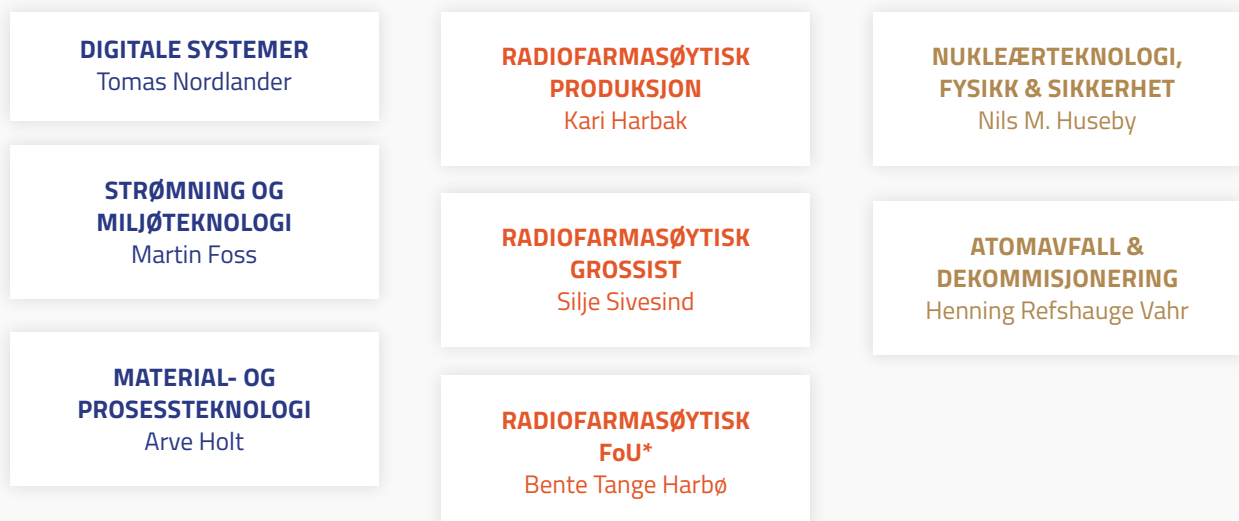 DIGITALE SYSTEMER
Tomas Nordlander
STRØMNING OG
MILJØTEKNOLOGI
Martin Foss
MATERIAL- OG
PROSESSTEKNOLOGI
Arve Holt
RADIOFARMASØYTISK
PRODUKSJON
Kari Harbak
RADIOFARMASØYTISK
GROSSIST
Silje Sivesind
RADIOFARMASØYTISK
FoU*
Bente Tange Harbø
NUKLEÆRTEKNOLOGI,
FYSIKK & SIKKERHET
Nils M. Huseby
ATOMAVFALL &
DEKOMMISJONERING
Henning Refshauge Vahr